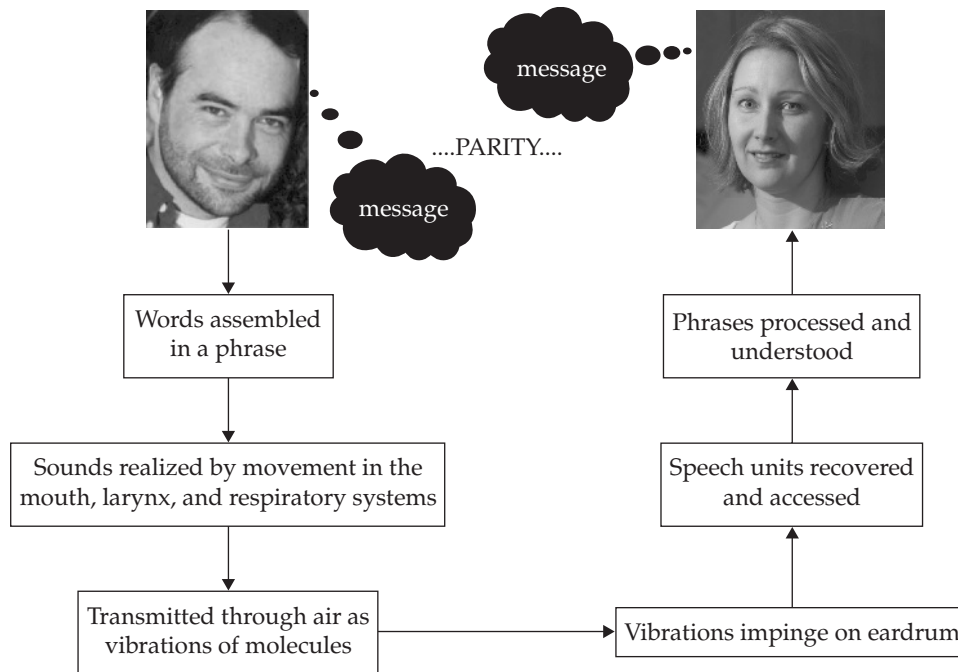 message
....PARITY....
message
Words assembled
in a phrase
Sounds realized by movement in the
mouth, larynx, and respiratory systems
Transmitted through air as
vibrations of molecules
Vibrations impinge on eardrum
Speech units recovered
and accessed
Phrases processed and
understood